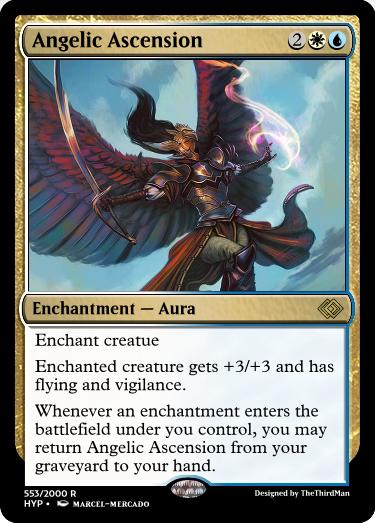 Angelic Ascension 2
Enchantment — Aura
Enchant creatue
Enchanted creature gets +3/+3 and has
flying and vigilance.
Whenever an enchantment enters the
battlefield under you control, you may
return Angelic Ascension from your
graveyard to your hand.
553/2000 R
HYP • MARCEL-MERCADO
Designed by TheThirdMan